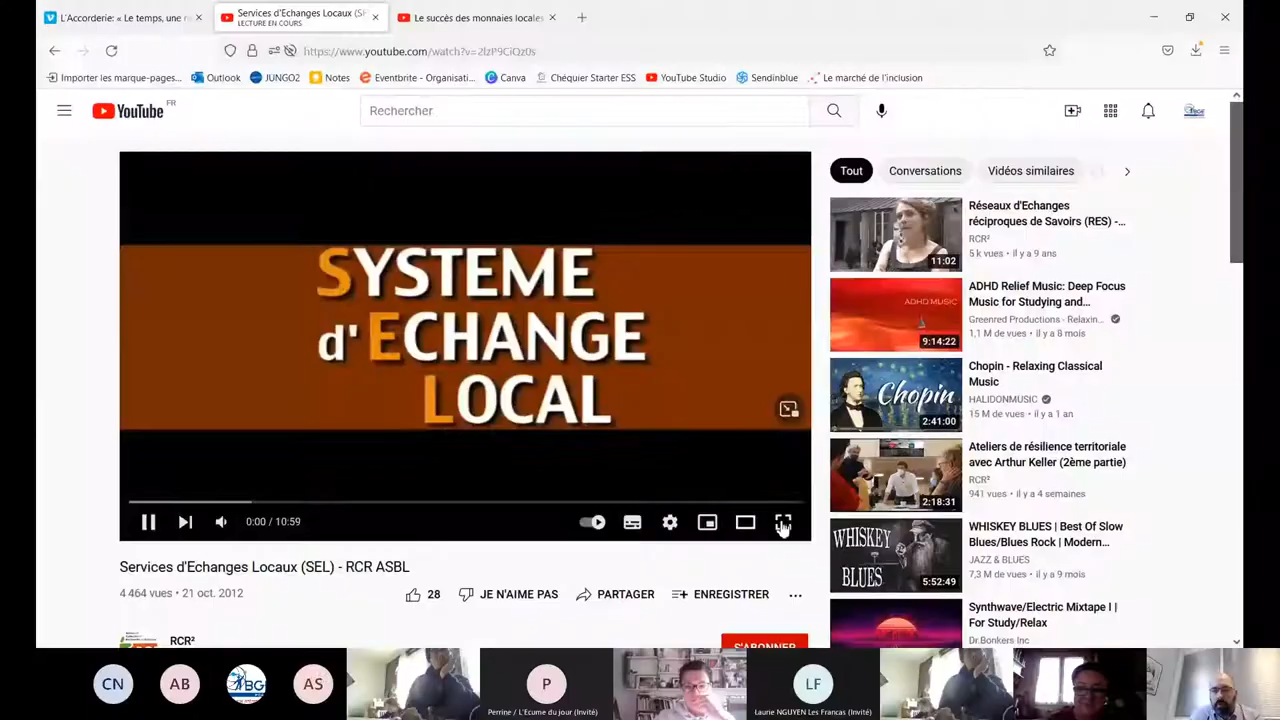 L'Accorderie: « Le temps, une
Services d'Echanges Locaux (SE
LECTURE EN COURS
Le succès des monnaies locales
https://www.youtube.com/watch?v=2lzP9CiQz0s
Importer les marque-pages...
Outlook
JUNGO2
Notes
Eventbrite - Organisati...
Canva
Chéquier Starter ESS
YouTube Studio
Sendinblue
Le marché de l'inclusion
YouTube FR
Rechercher
SYSTEME
d'ECHANGE
LOCAL
0:00 / 10:59
Services d'Echanges Locaux (SEL) - RCR ASBL
4 464 vues • 21 oct. 2012
28
JE N'AIME PAS
PARTAGER
ENREGISTRER
RCR²
S'ABONNER
Tout
Conversations
Vidéos similaires
Réseaux d'Echanges
réciproques de Savoirs (RES) -...
RCR²
5 k vues • il y a 9 ans
11:02
ADHD MUSIC
ADHD Relief Music: Deep Focus
Music for Studying and...
Greenred Productions - Relaxin...
1,1 M de vues • il y a 8 mois
9:14:22
Chopin
Chopin - Relaxing Classical
Music
HALIDONMUSIC
15 M de vues • il y a 1 an
2:41:00
Ateliers de résilience territoriale
avec Arthur Keller (2ème partie)
RCR²
941 vues • il y a 4 semaines
2:18:31
WHISKEY
BLUES
WHISKEY BLUES | Best Of Slow
Blues/Blues Rock | Modern...
JAZZ & BLUES
7,3 M de vues • il y a 9 mois
5:52:49
Synthwave/Electric Mixtape I |
For Study/Relax
Dr.Bonkers Inc
CN
AB
BG
AS
P
Perrine / L'Ecume du jour (Invité)
LF
Laurie NGUYEN Les Francas (Invité)